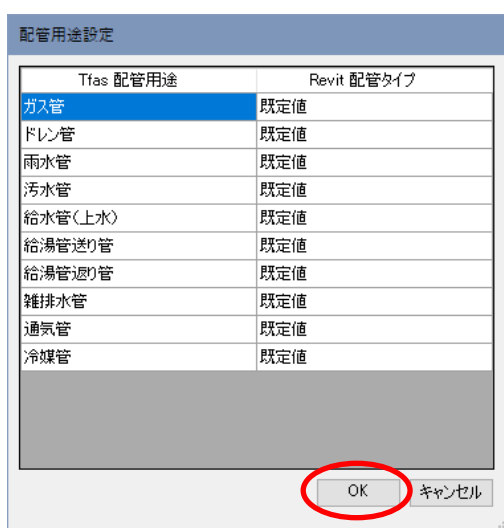 配管用途設定
Tfas 配管用途 Revit 配管タイプ
ガス管 既定値
ドレン管 既定値
雨水管 既定値
汚水管 既定値
給水管(上水) 既定値
給湯管送り管 既定値
給湯管返り管 既定値
雑排水管 既定値
通気管 既定値
冷媒管 既定値
OK キャンセル